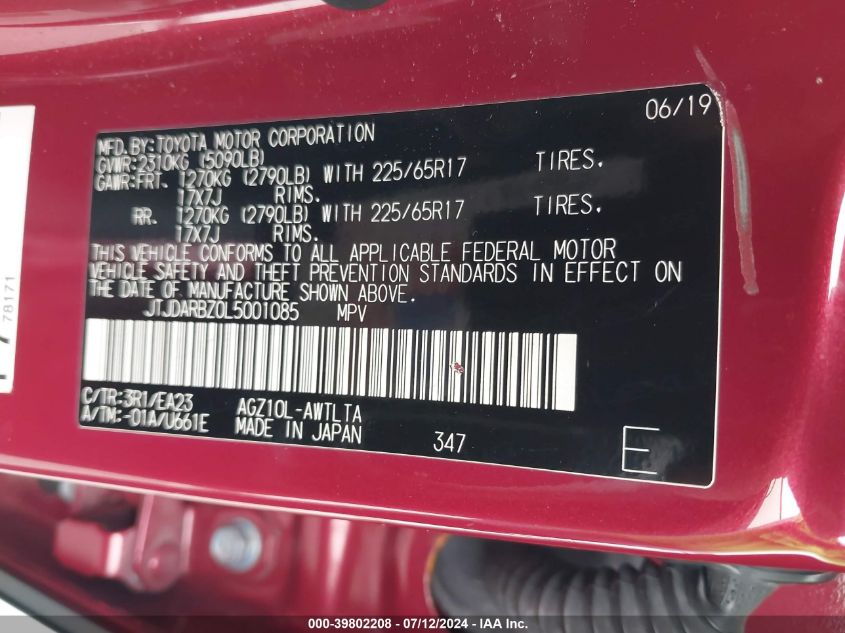 06/19
MFD.BY:TOYOTA MOTOR CORPORATION
GVWR:2310KG (5090LB)
GAWR:FRT. 1270KG (2790LB) WITH 225/65R17 TIRES.
17X7J RIMS.
RR. 1270KG (2790LB) WITH 225/65R17 TIRES.
17X7J RIMS.
THIS VEHICLE CONFORMS TO ALL APPLICABLE FEDERAL MOTOR
VEHICLE SAFETY AND THEFT PREVENTION STANDARDS IN EFFECT ON
THE DATE OF MANUFACTURE SHOWN ABOVE.
JTJDARBZ0L5001085 MPV
C/TR:3R1/EA23 AGZ10L-AWTLTA
A/TM:-01A/U661E MADE IN JAPAN 347
E
78171
000-39802208 - 07/12/2024 - IAA Inc.